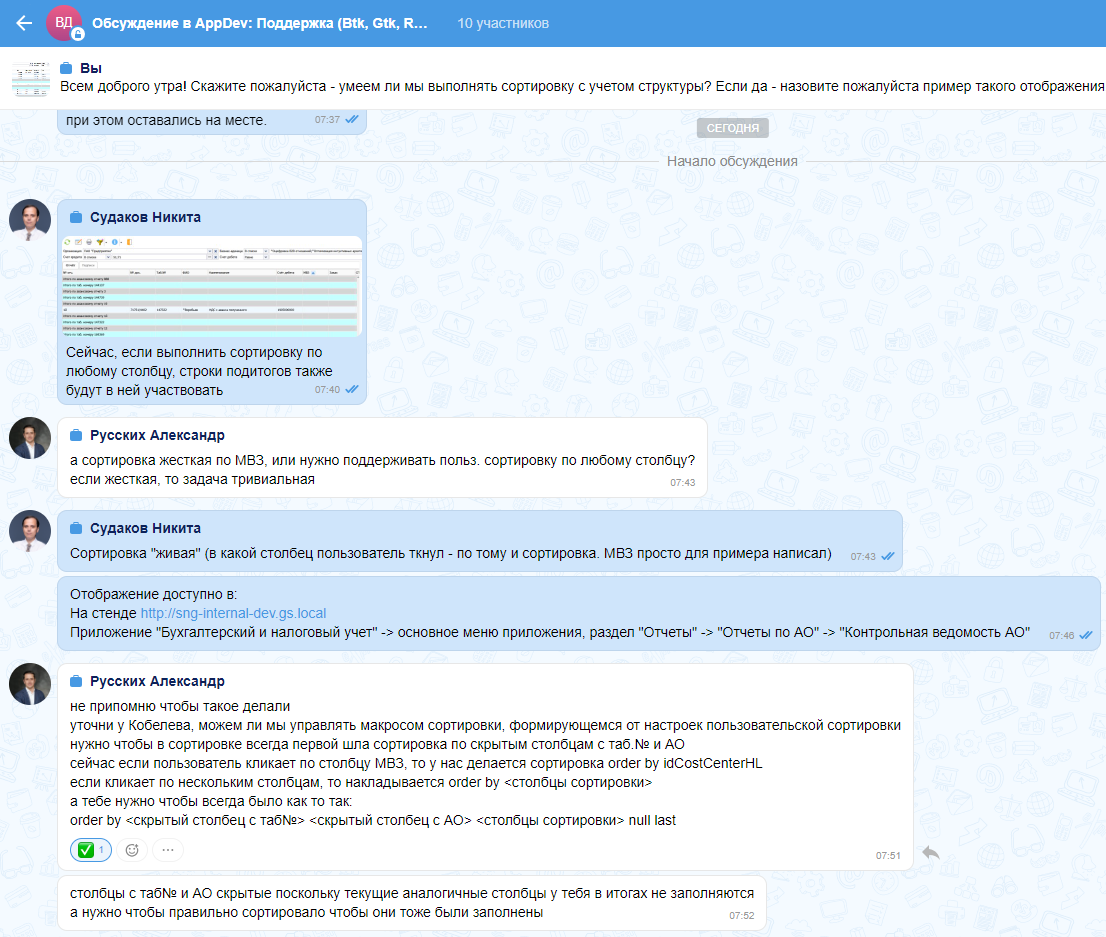 ВД
Обсуждение в AppDev: Поддержка (Btk, Gtk, R...
10 участников
Вы
Всем доброго утра! Скажите пожалуйста - умеем ли мы выполнять сортировку с учетом структуры? Если да - назовите пожалуйста пример такого отображения
при этом оставались на месте.
07:37
СЕГОДНЯ
Начало обсуждения
Судаков Никита
Сейчас, если выполнить сортировку по
любому столбцу, строки подитогов также
будут в ней участвовать
07:40
Русских Александр
а сортировка жесткая по МВЗ, или нужно поддерживать польз. сортировку по любому столбцу?
если жесткая, то задача тривиальная
07:43
Судаков Никита
Сортировка "живая" (в какой столбец пользователь ткнул - по тому и сортировка. МВЗ просто для примера написал)
07:43
Отображение доступно в:
На стенде http://sng-internal-dev.gs.local
Приложение "Бухгалтерский и налоговый учет" -> основное меню приложения, раздел "Отчеты" -> "Отчеты по АО" -> "Контрольная ведомость АО"
07:46
Русских Александр
не припомню чтобы такое делали
уточни у Кобелева, можем ли мы управлять макросом сортировки, формирующемся от настроек пользовательской сортировки
нужно чтобы в сортировке всегда первой шла сортировка по скрытым столбцам с таб.№ и АО
сейчас если пользователь кликает по столбцу МВЗ, то у нас делается сортировка order by idCostCenterHL
если кликает по нескольким столбцам, то накладывается order by <столбцы сортировки>
а тебе нужно чтобы всегда было как то так:
order by <скрытый столбец с таб№> <скрытый столбец с АО> <столбцы сортировки> null last
1
07:51
столбцы с таб№ и АО скрытые поскольку текущие аналогичные столбцы у тебя в итогах не заполняются
а нужно чтобы правильно сортировало чтобы они тоже были заполнены
07:52